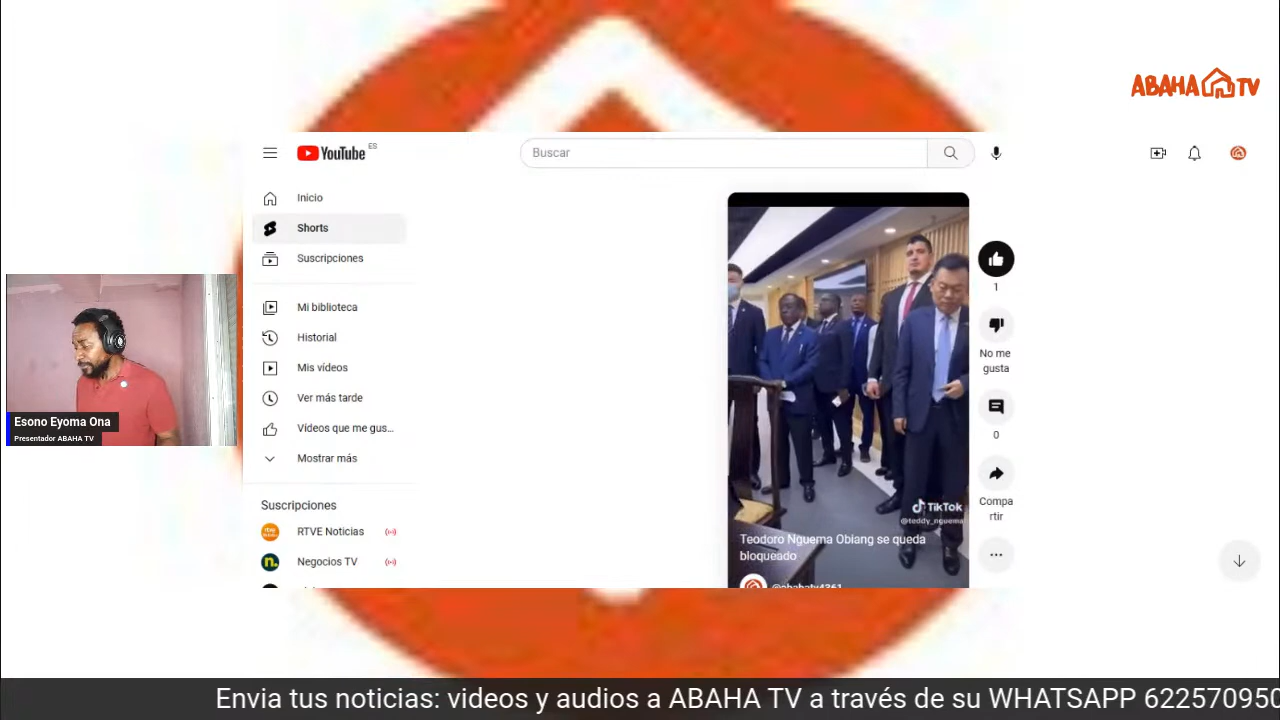 ABAHA TV
YouTube ES
Buscar
Inicio
Shorts
Suscripciones
Mi biblioteca
Historial
Mis vídeos
Ver más tarde
Vídeos que me gus...
Mostrar más
Suscripciones
RTVE Noticias
Negocios TV
1
No me
gusta
0
Compa
rtir
TikTok
@teddy_nguema
Teodoro Nguema Obiang se queda
bloqueado
Esono Eyoma Ona
Presentador ABAHA TV
Envia tus noticias: videos y audios a ABAHA TV a través de su WHATSAPP 622570950